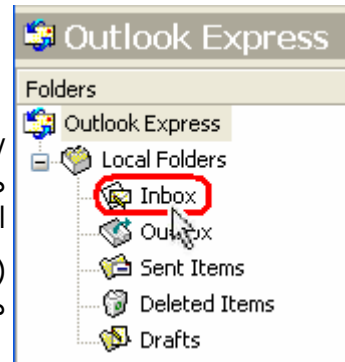 Outlook Express
Folders
Outlook Express
Local Folders
Inbox
Sent Items
Deleted Items
Drafts